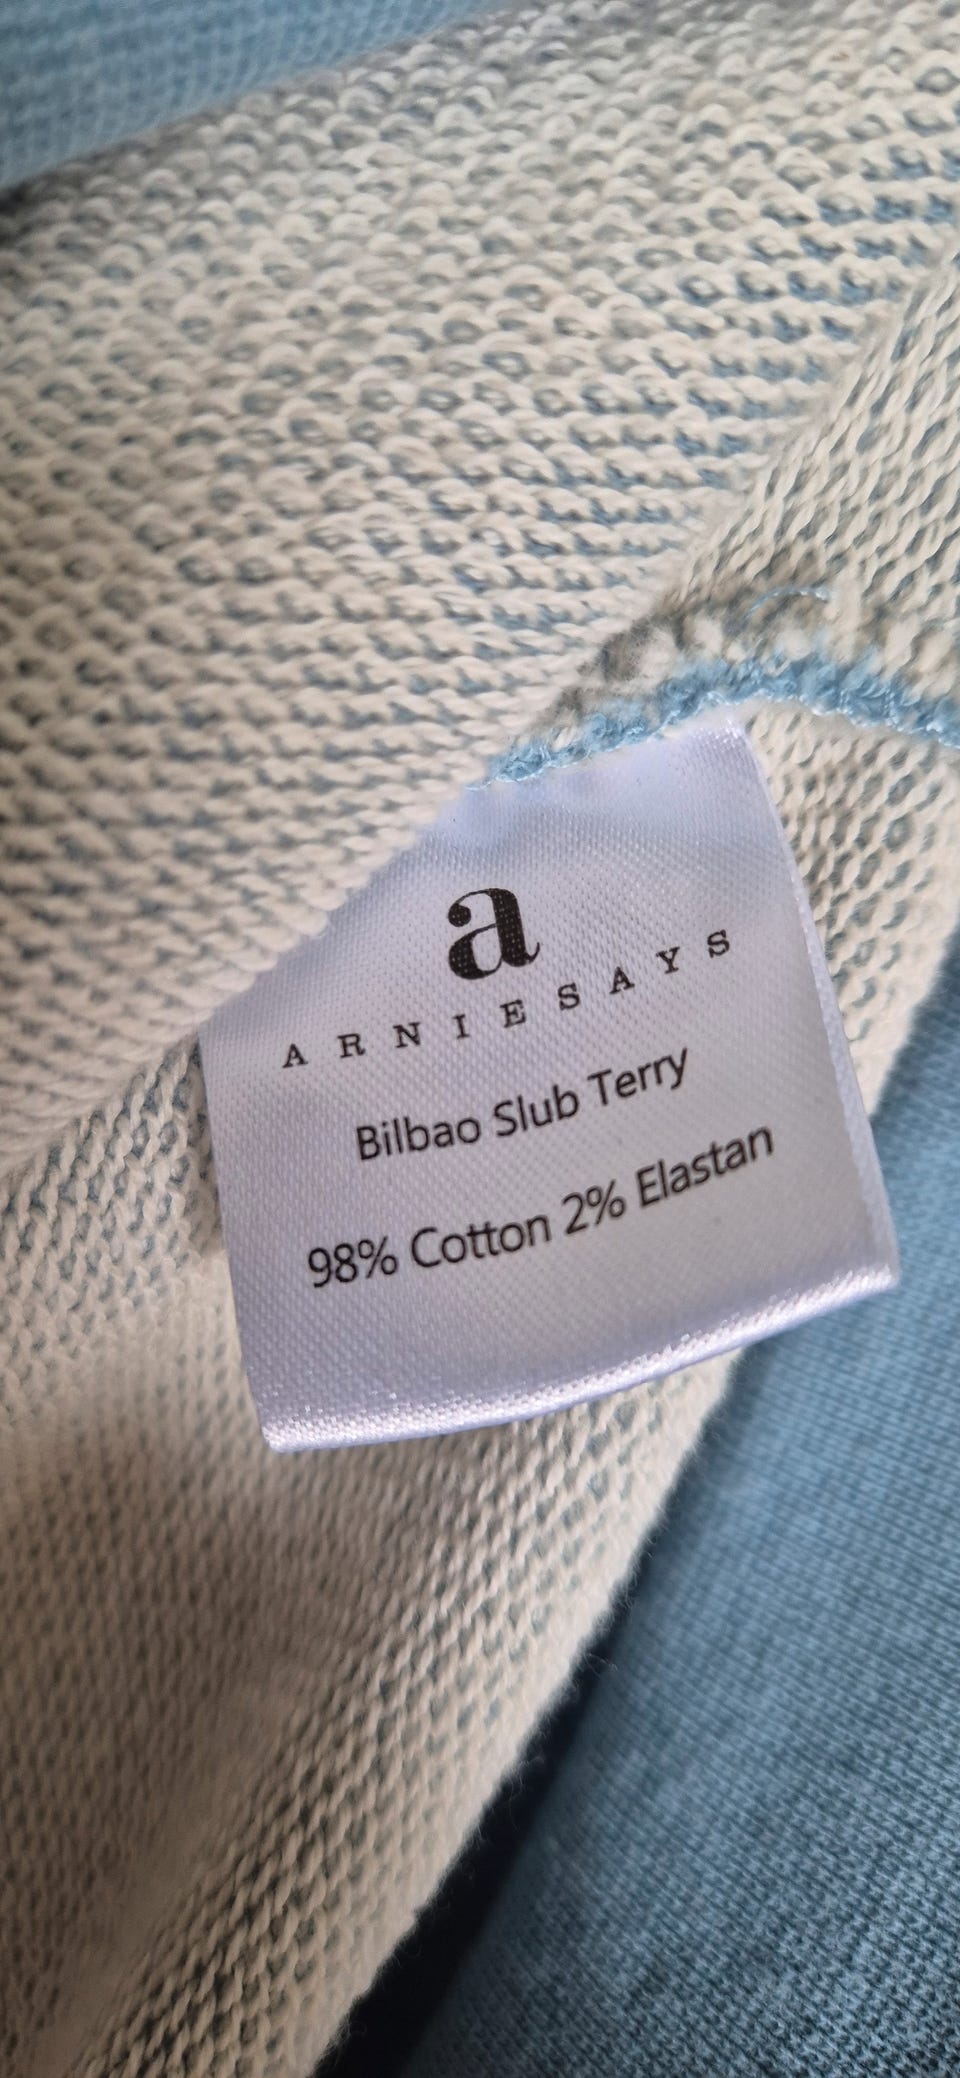 a
ARNIESAYS
Bilbao Slub Terry
98% Cotton 2% Elastan